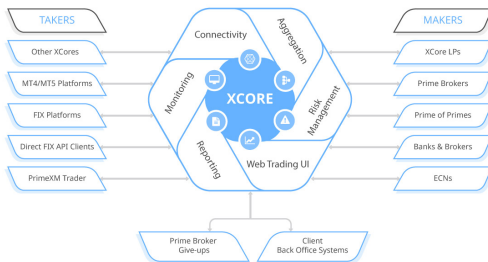 TAKERS
Other XCores
MT4/MT5 Platforms
FIX Platforms
Direct FIX API Clients
PrimeXM Trader
Connectivity
Aggregation
Monitoring
XCORE
Risk
Management
Reporting
Web Trading UI
MAKERS
XCore LPs
Prime Brokers
Prime of Primes
Banks & Brokers
ECNs
Prime Broker
Give-ups
Client
Back Office Systems